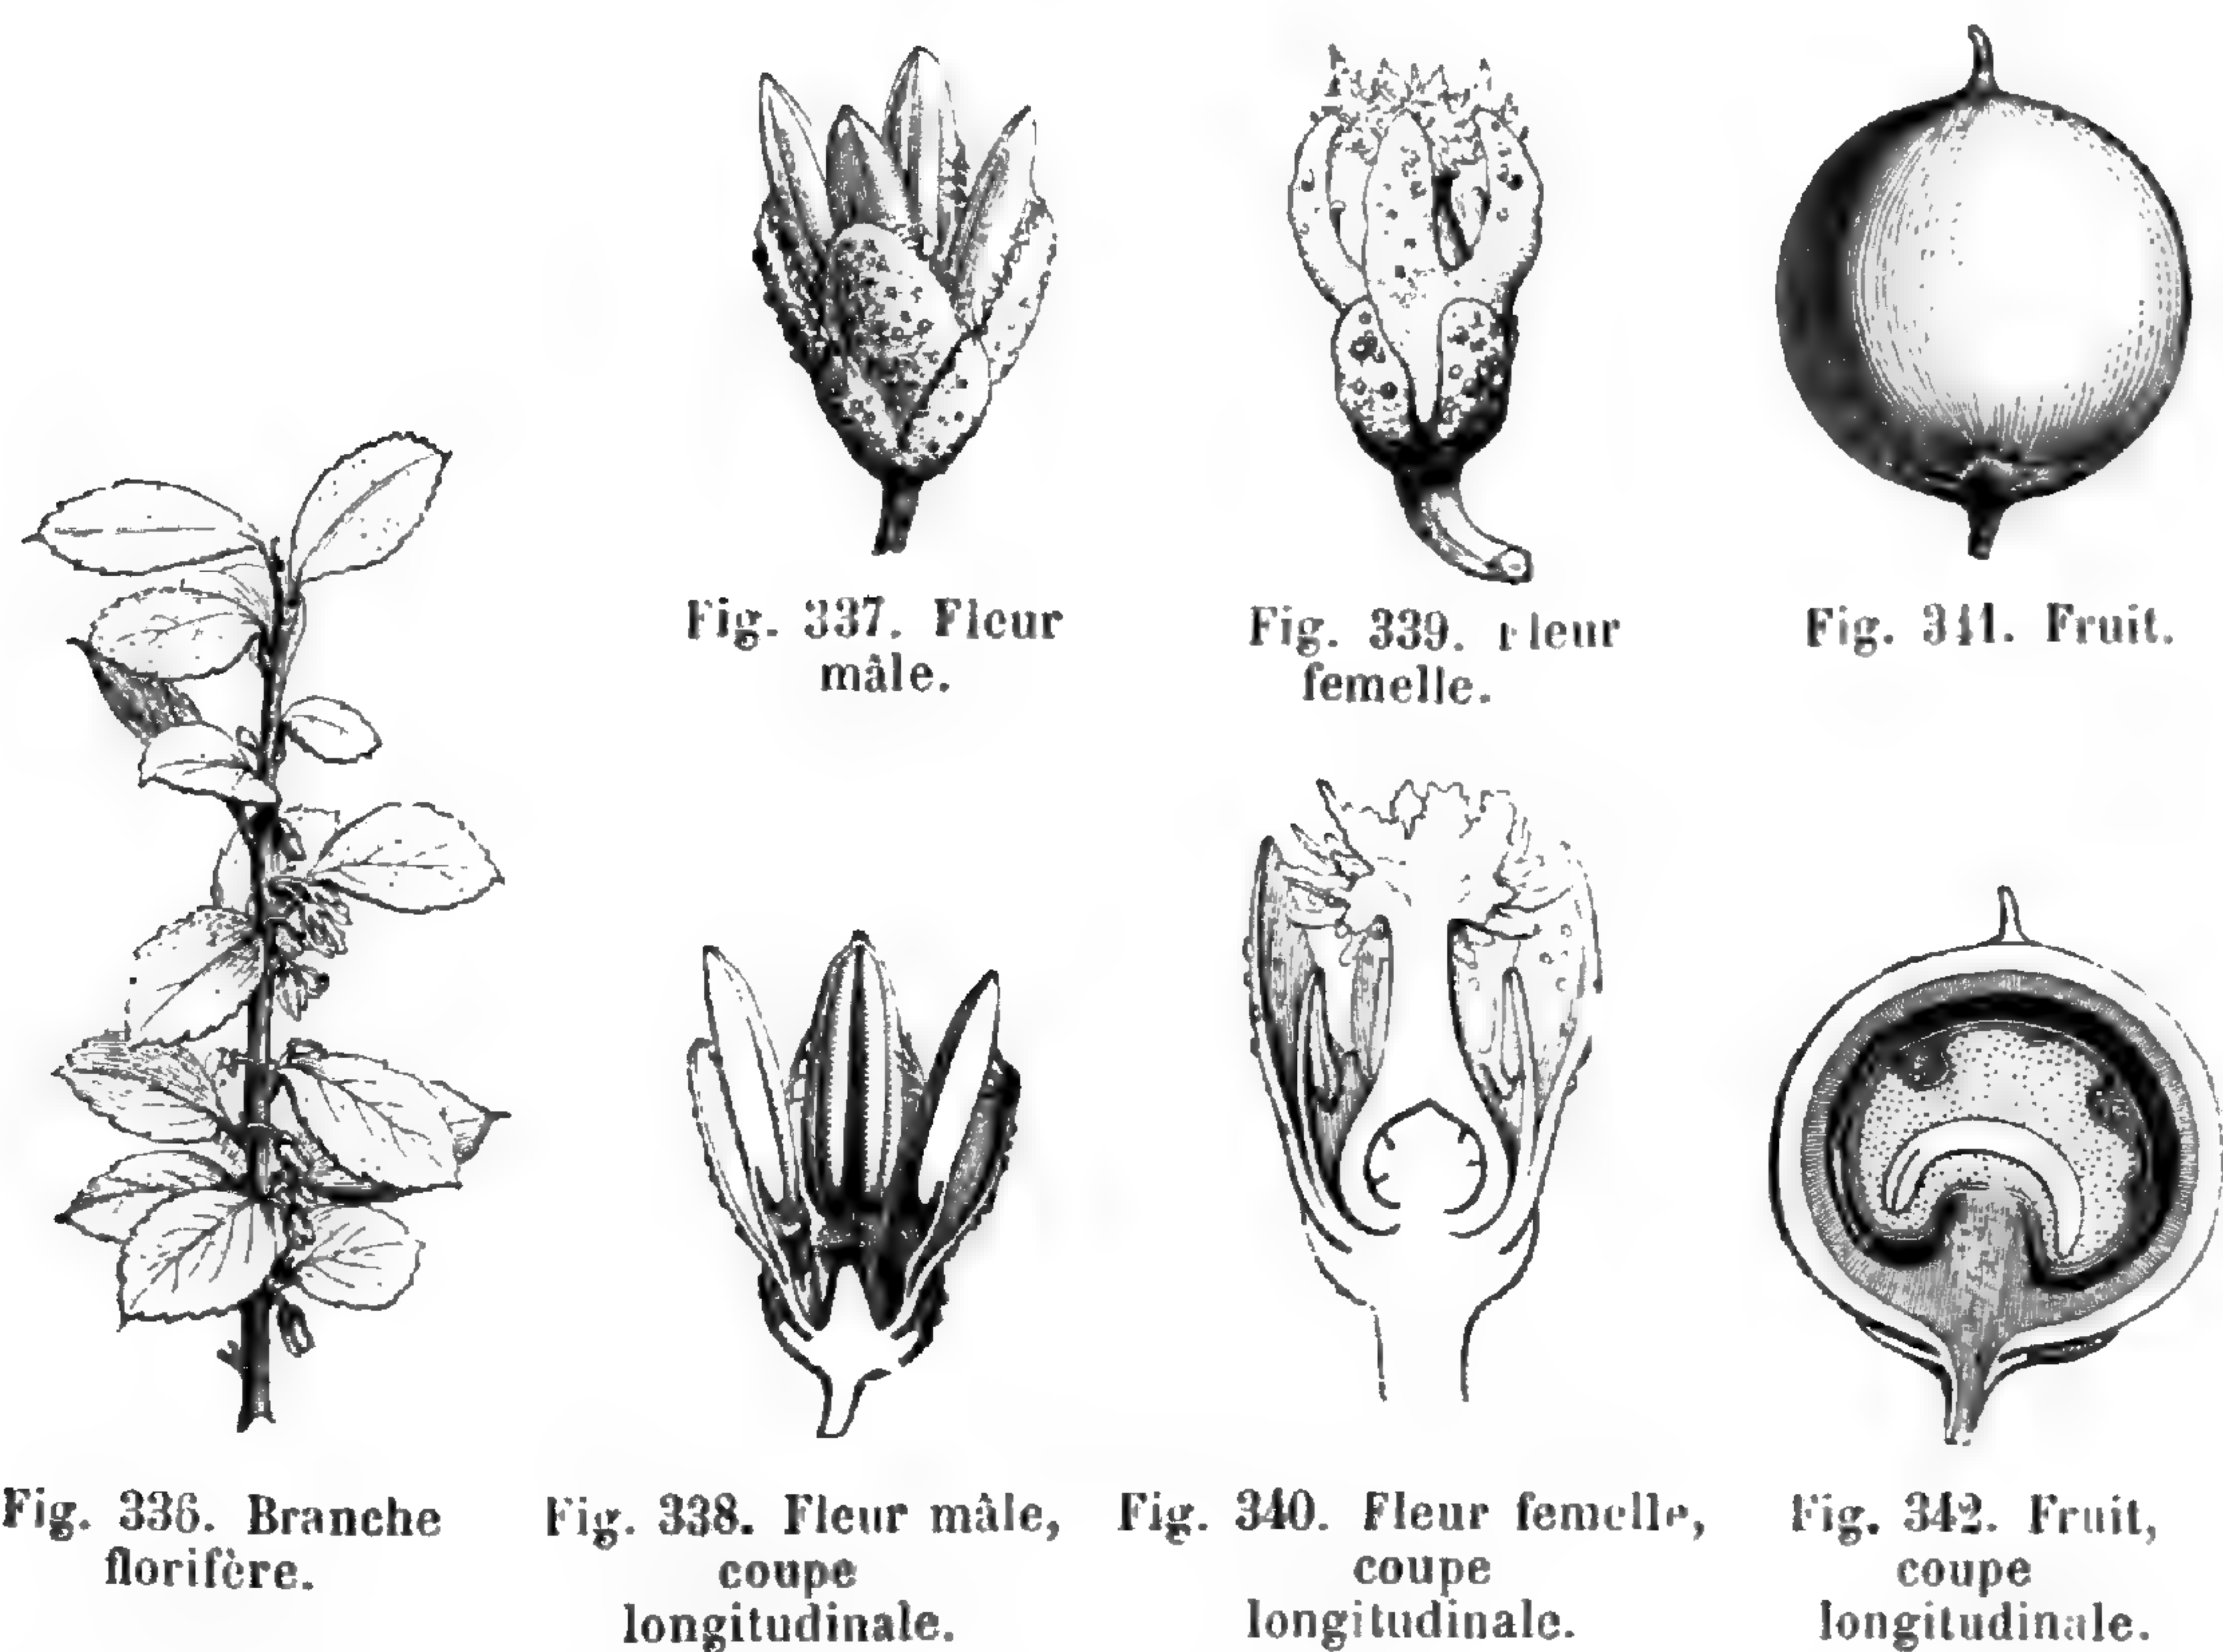 Fig. 337. Fleur
mâle.
Fig. 339. Fleur
femelle.
Fig. 341. Fruit.
Fig. 336. Branche
florifère.
Fig. 338. Fleur mâle,
coupe
longitudinale.
Fig. 340. Fleur femelle,
coupe
longitudinale.
Fig. 342. Fruit,
coupe
longitudinale.